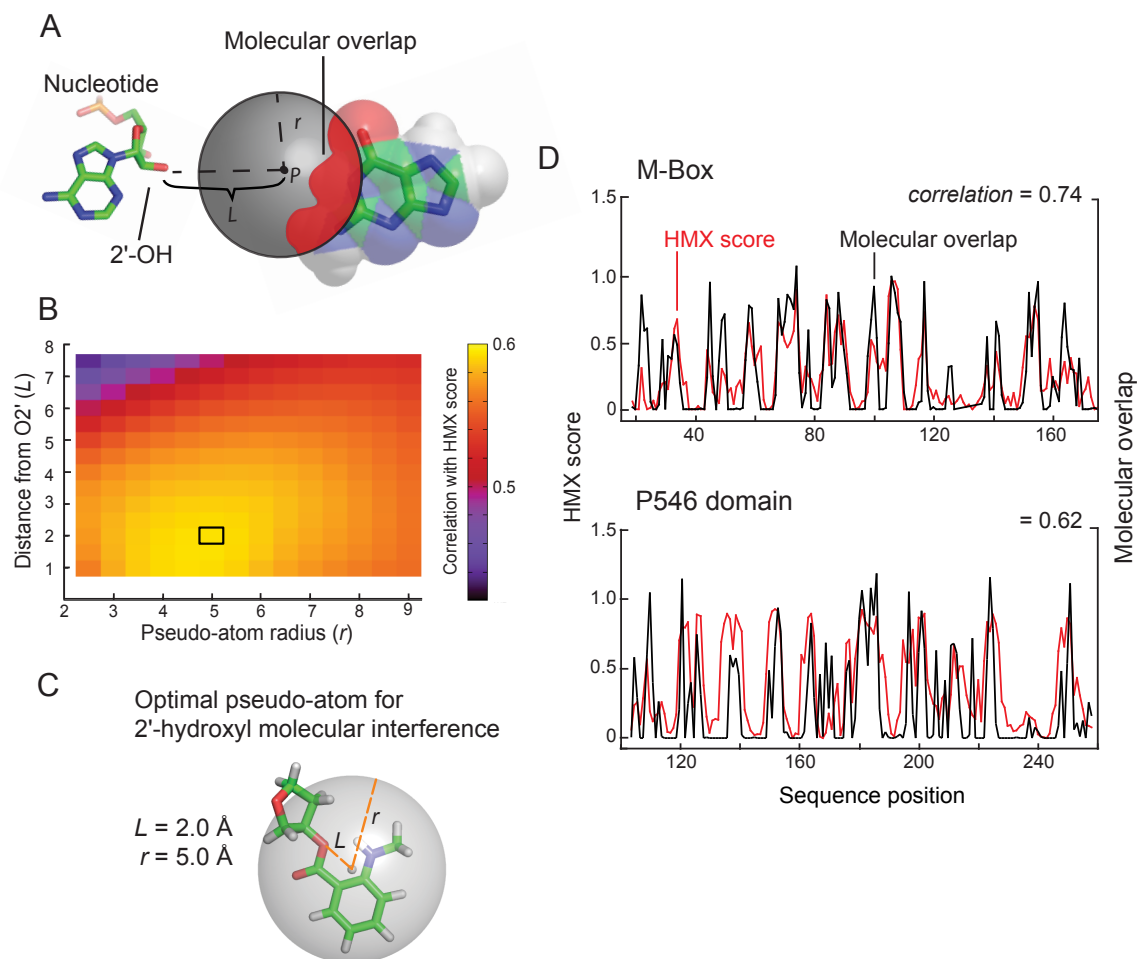 A
Molecular overlap
Nucleotide
r
P
L
2'-OH
B
Distance from O2' (L)
8
7
6
5
4
3
2
1
2 3 4 5 6 7 8 9
Pseudo-atom radius (r)
0.6
0.5
Correlation with HMX score
C
Optimal pseudo-atom for
2'-hydroxyl molecular interference
L = 2.0 Å
r = 5.0 Å
L
r
D
M-Box
correlation = 0.74
HMX score
Molecular overlap
1.5
1.0
0.5
0
40 80 120 160
P546 domain
= 0.62
1.5
1.0
0.5
0
120 160 200 240
HMX score
Molecular overlap
Sequence position